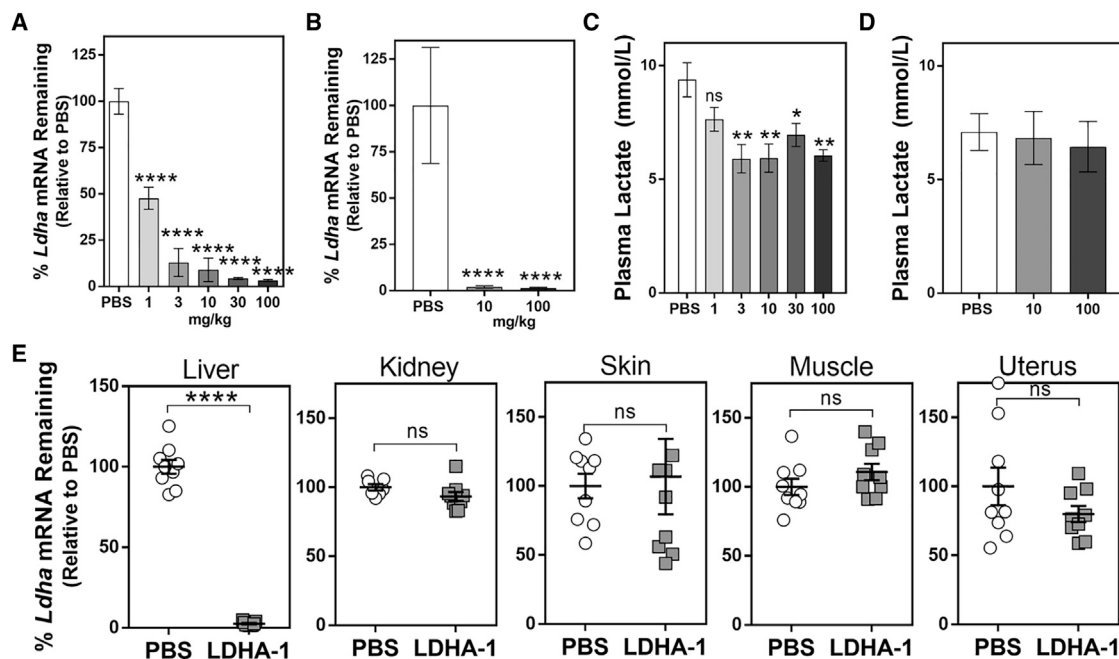 A
% Ldha mRNA Remaining
(Relative to PBS)
125
100
75
50
25
0
****
****
****
****
****
PBS 1 3 10 30 100
mg/kg
B
% Ldha mRNA Remaining
(Relative to PBS)
125
100
75
50
25
0
**** ****
PBS 10 100
mg/kg
C
Plasma Lactate (mmol/L)
10
5
0
ns
** ** * **
PBS 1 3 10 30 100
mg/kg
D
Plasma Lactate (mmol/L)
10
5
0
PBS 10 100
E
% Ldha mRNA Remaining
(Relative to PBS)
Liver
150
100
50
0
****
PBS LDHA-1
Kidney
100
50
0
ns
PBS LDHA-1
Skin
150
100
50
0
ns
PBS LDHA-1
Muscle
100
50
0
ns
PBS LDHA-1
Uterus
150
100
50
0
ns
PBS LDHA-1